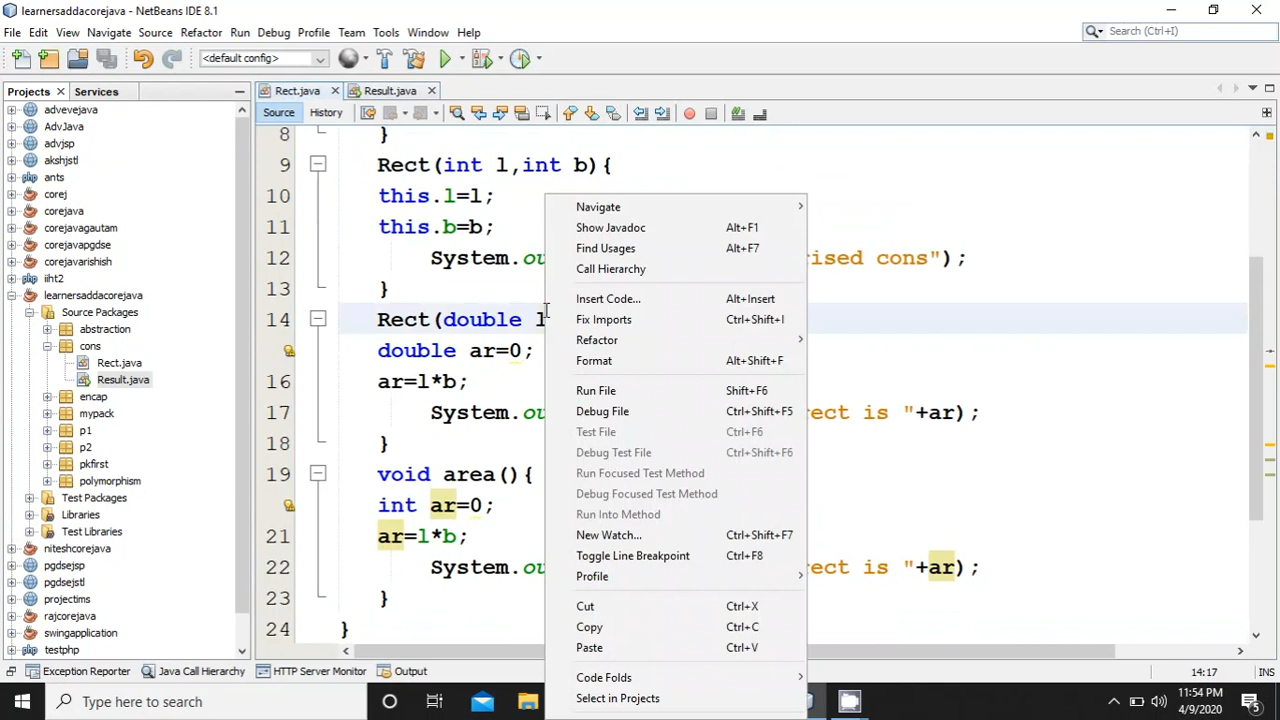 learnersaddacorejava - NetBeans IDE 8.1
File Edit View Navigate Source Refactor Run Debug Profile Team Tools Window Help
Search (Ctrl+I)
<default config>
Projects
Services
Rect.java
Result.java
Source
History
advevejava
AdvJava
advjsp
akshjstl
ants
corej
corejava
corejavagautam
corejavapgdse
corejavarishish
iiht2
learnersaddacorejava
Source Packages
abstraction
cons
Rect.java
Result.java
encap
mypack
p1
p2
pkfirst
polymorphism
Test Packages
Libraries
Test Libraries
niteshcorejava
pgdsejsp
pgdsejstl
projectims
rajcorejava
swingapplication
testphp
8 }
9 Rect(int l,int b){
10 this.l=l;
11 this.b=b;
12 System.ou rised cons");
13 }
14 Rect(double l
double ar=0;
16 ar=l*b;
17 System.ou rect is "+ar);
18 }
19 void area(){
int ar=0;
21 ar=l*b;
22 System.ou rect is "+ar);
23 }
24 }
Navigate
Show Javadoc Alt+F1
Find Usages Alt+F7
Call Hierarchy
Insert Code... Alt+Insert
Fix Imports Ctrl+Shift+I
Refactor
Format Alt+Shift+F
Run File Shift+F6
Debug File Ctrl+Shift+F5
Test File Ctrl+F6
Debug Test File Ctrl+Shift+F6
Run Focused Test Method
Debug Focused Test Method
Run Into Method
New Watch... Ctrl+Shift+F7
Toggle Line Breakpoint Ctrl+F8
Profile
Cut Ctrl+X
Copy Ctrl+C
Paste Ctrl+V
Code Folds
Select in Projects
Exception Reporter
Java Call Hierarchy
HTTP Server Monitor
Output
14:17
Type here to search
11:54 PM
4/9/2020
5